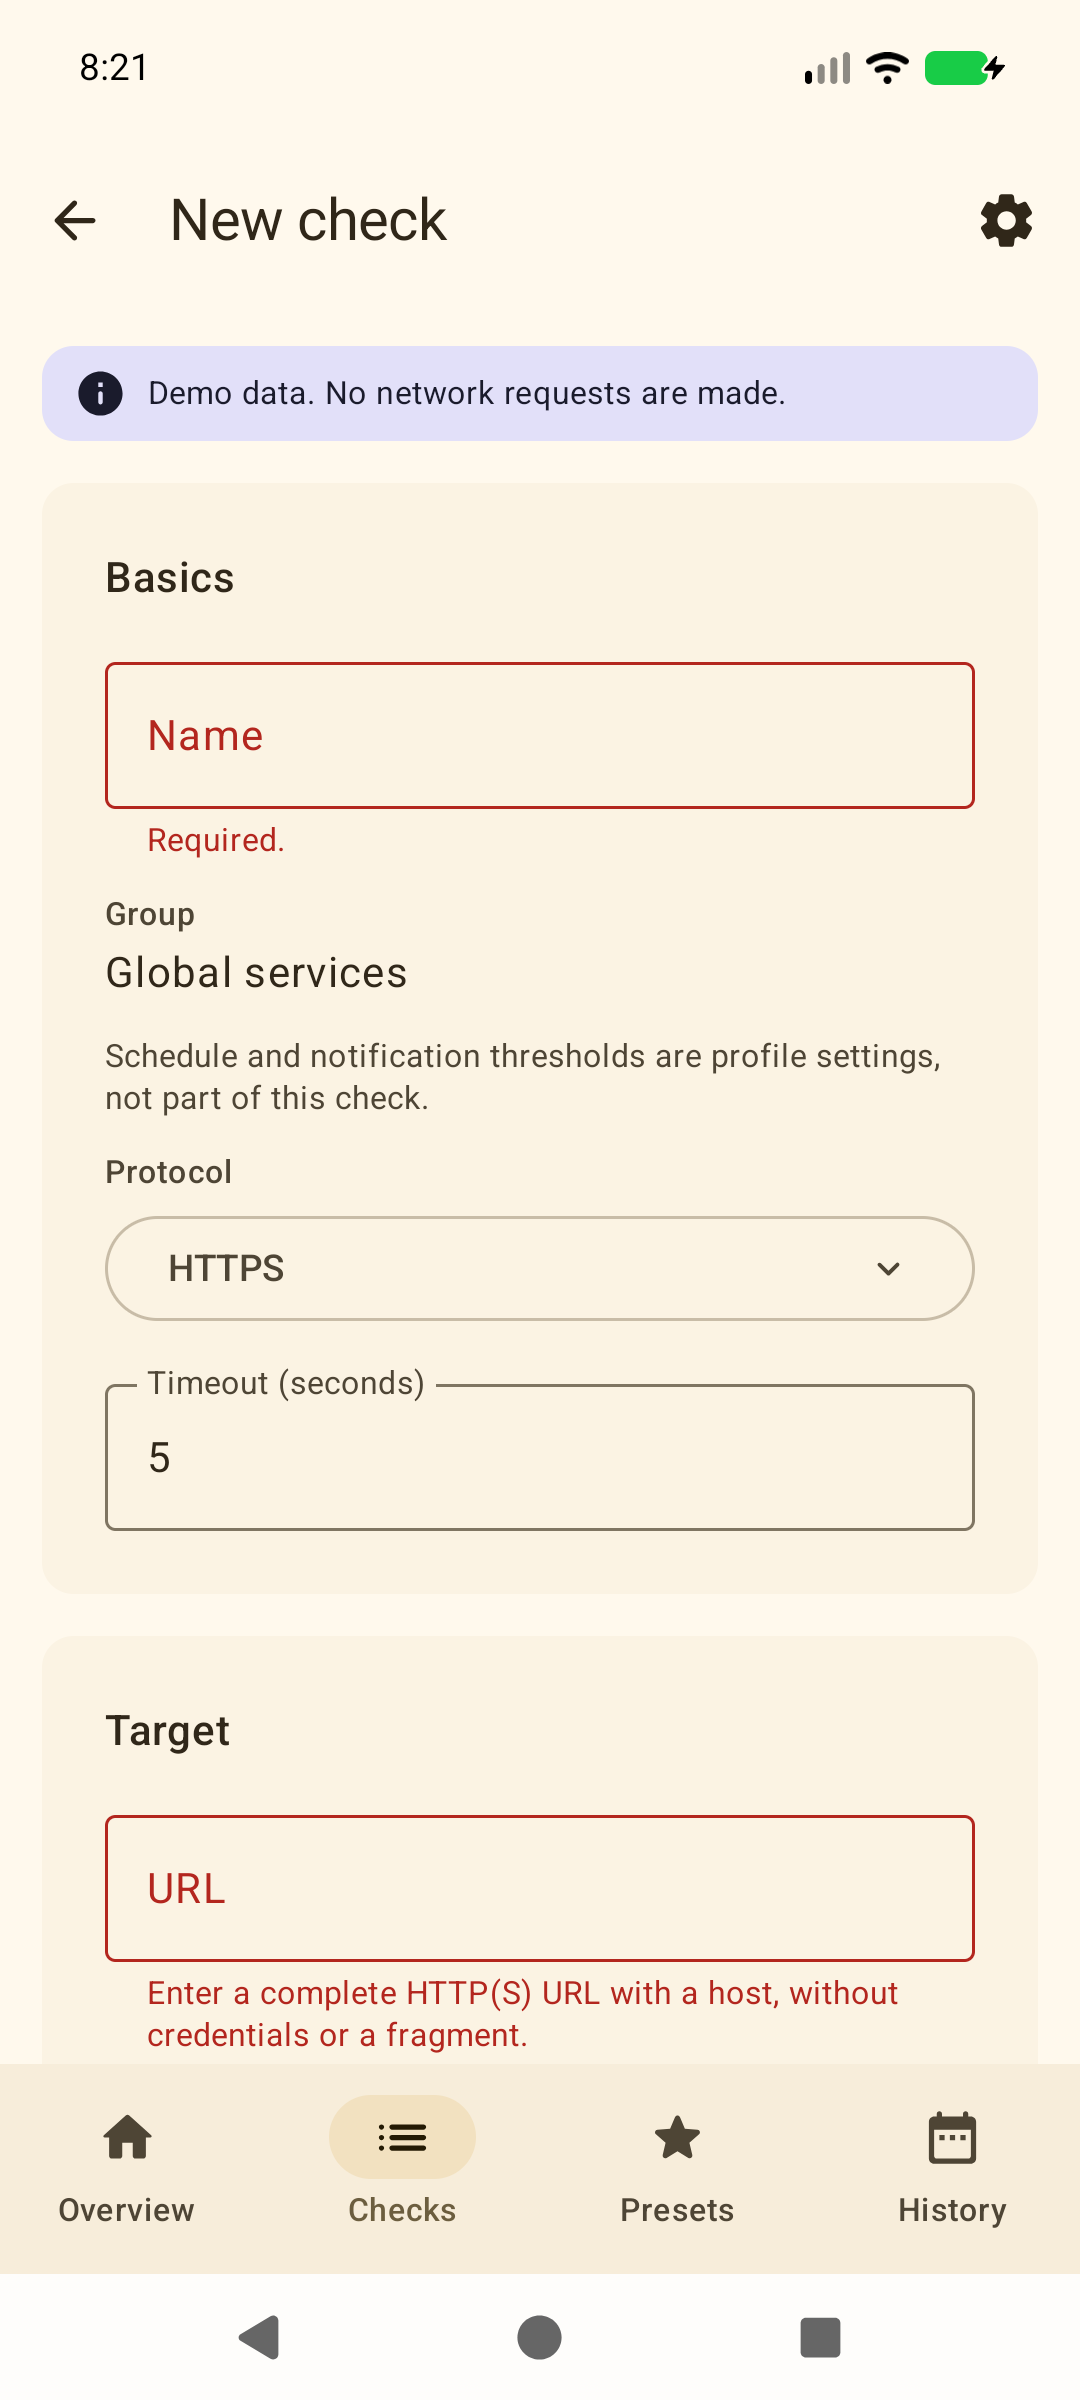 8:21
New check
Demo data. No network requests are made.
Basics
Name
Required.
Group
Global services
Schedule and notification thresholds are profile settings,
not part of this check.
Protocol
HTTPS
Timeout (seconds)
5
Target
URL
Enter a complete HTTP(S) URL with a host, without
credentials or a fragment.
Overview
Checks
Presets
History